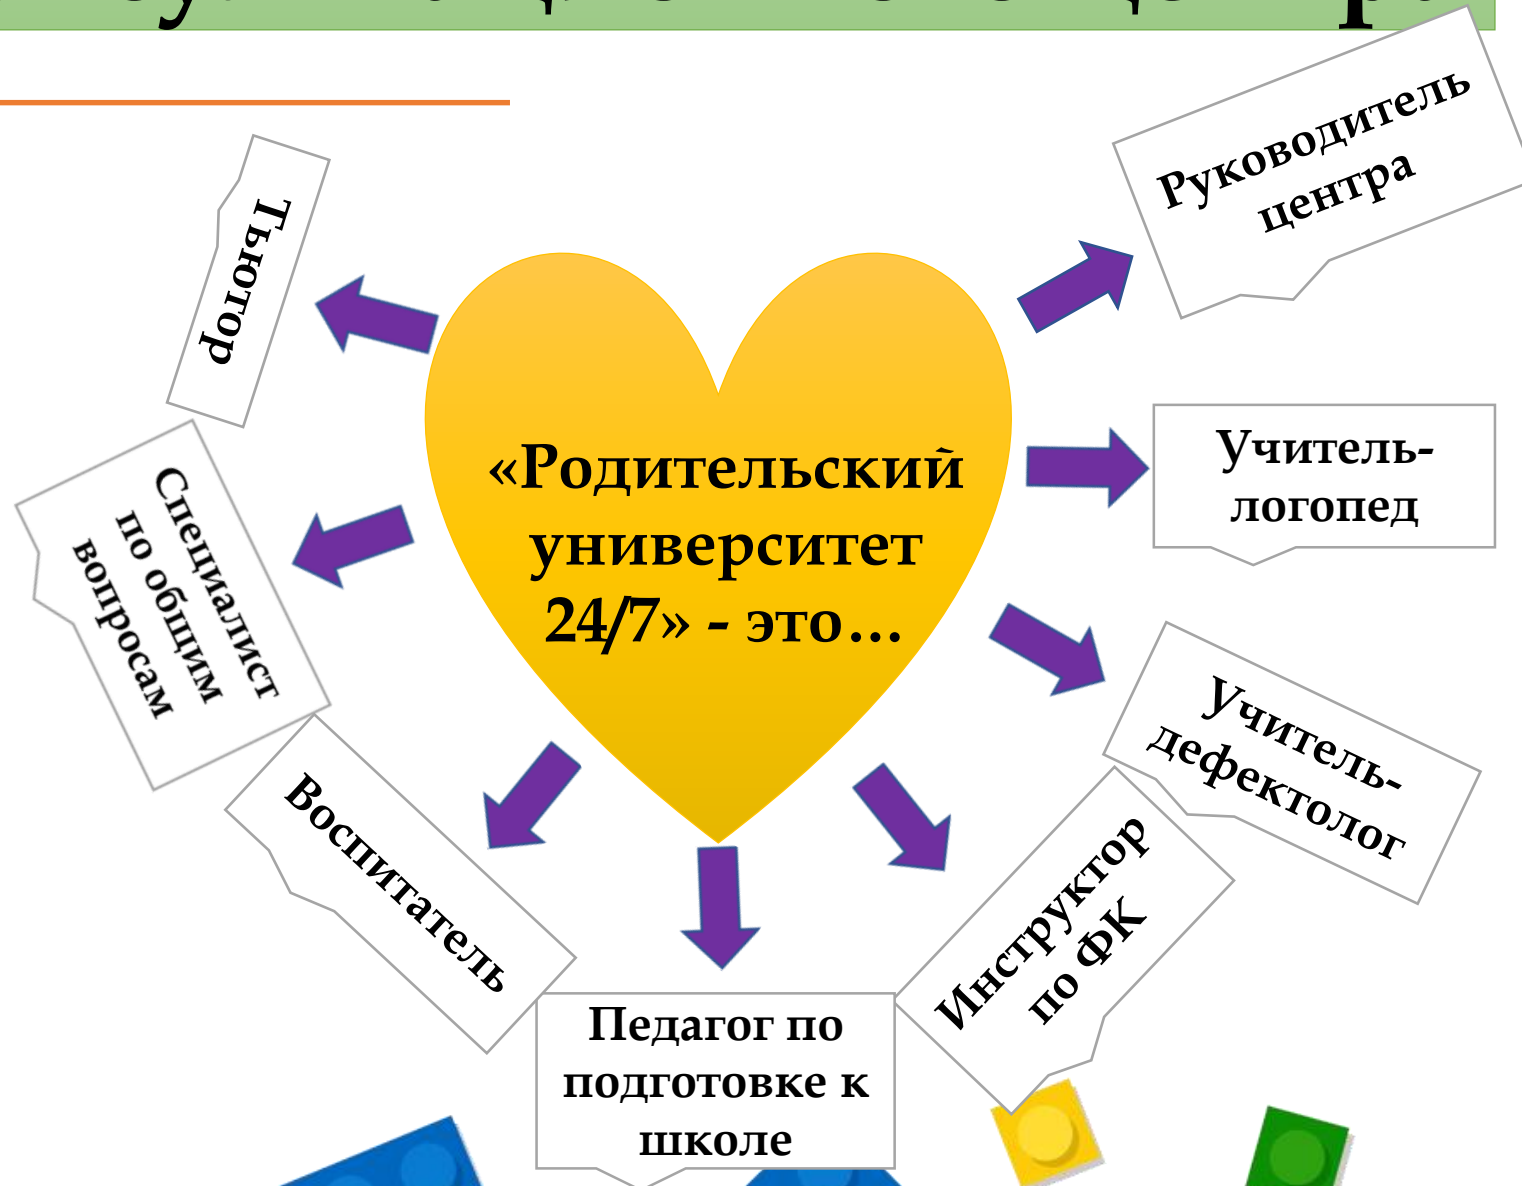 Руководитель
центра
Тьютор
«Родительский
университет
24/7» - это...
Учитель-
логопед
Специалист
по общим
вопросам
Учитель-
дефектолог
Воспитатель
Инструктор
по ФК
Педагог по
подготовке к
школе